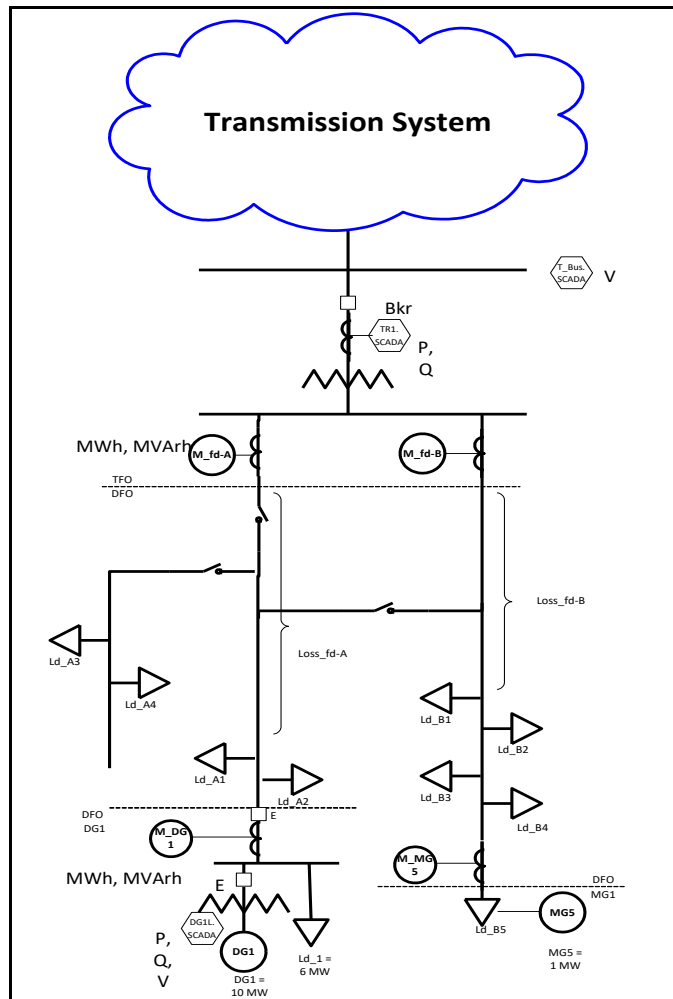 Transmission System
T_Bus.
SCADA
V
Bkr
TR1.
SCADA
P,
Q
MWh, MVArh
M_fd-A
M_fd-B
TFO
DFO
Loss_fd-B
Loss_fd-A
Ld_A3
Ld_A4
Ld_B1
Ld_B2
Ld_A1
Ld_A2
Ld_B3
Ld_B4
DFO
DG1
E
M_DG
1
M_MG
5
MWh, MVArh
E
DFO
MG1
DG1L.
SCADA
P,
Q,
V
DG1
Ld_1 =
6 MW
DG1 =
10 MW
Ld_B5
MG5
MG5 =
1 MW